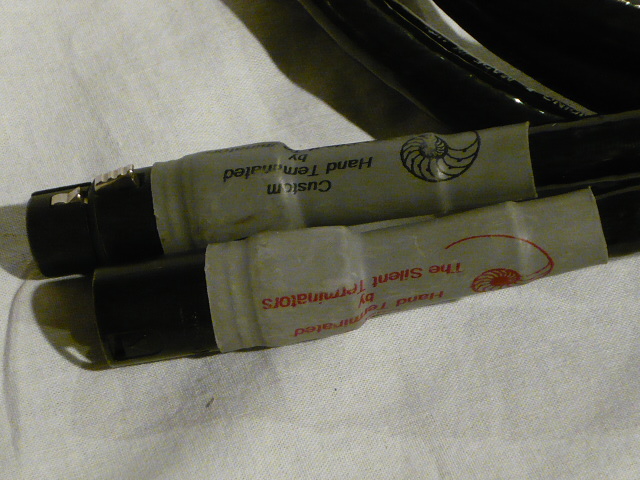 Custom
Hand Terminated
by
Hand Terminated
by
The Silent Terminators